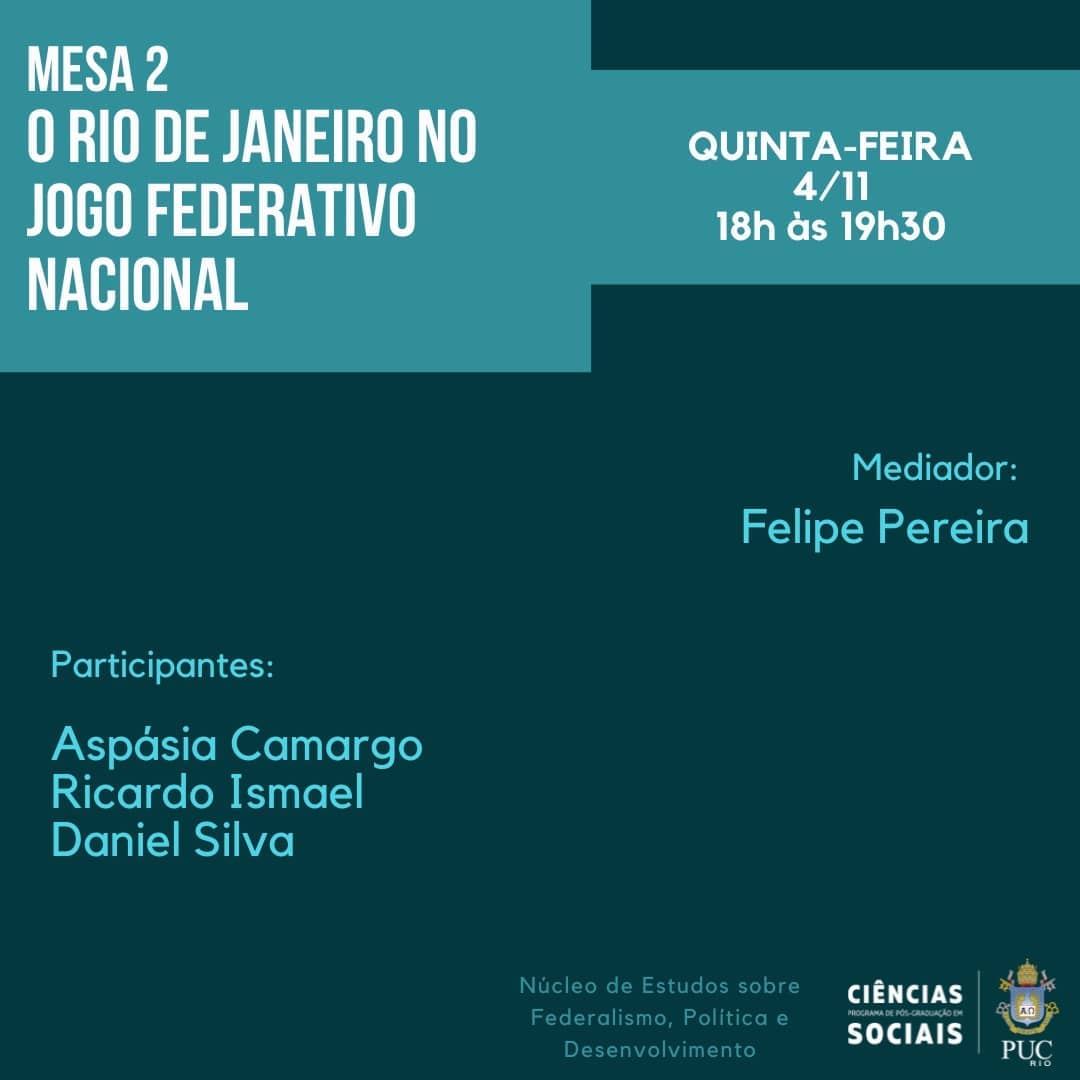 MESA 2
O RIO DE JANEIRO NO
JOGO FEDERATIVO
NACIONAL
QUINTA-FEIRA
4/11
18h às 19h30
Mediador:
Felipe Pereira
Participantes:
Aspásia Camargo
Ricardo Ismael
Daniel Silva
Núcleo de Estudos sobre
Federalismo, Política e
Desenvolvimento
CIÊNCIAS
PROGRAMA DE PÓS-GRADUAÇÃO EM
SOCIAIS
ΑΩ
PUC
RIO